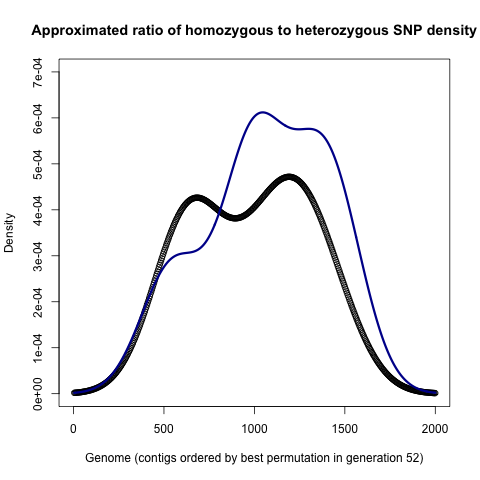 Approximated ratio of homozygous to heterozygous SNP density
7e-04
6e-04
5e-04
4e-04
3e-04
2e-04
1e-04
0e+00
Density
0 500 1000 1500 2000
Genome (contigs ordered by best permutation in generation 52)